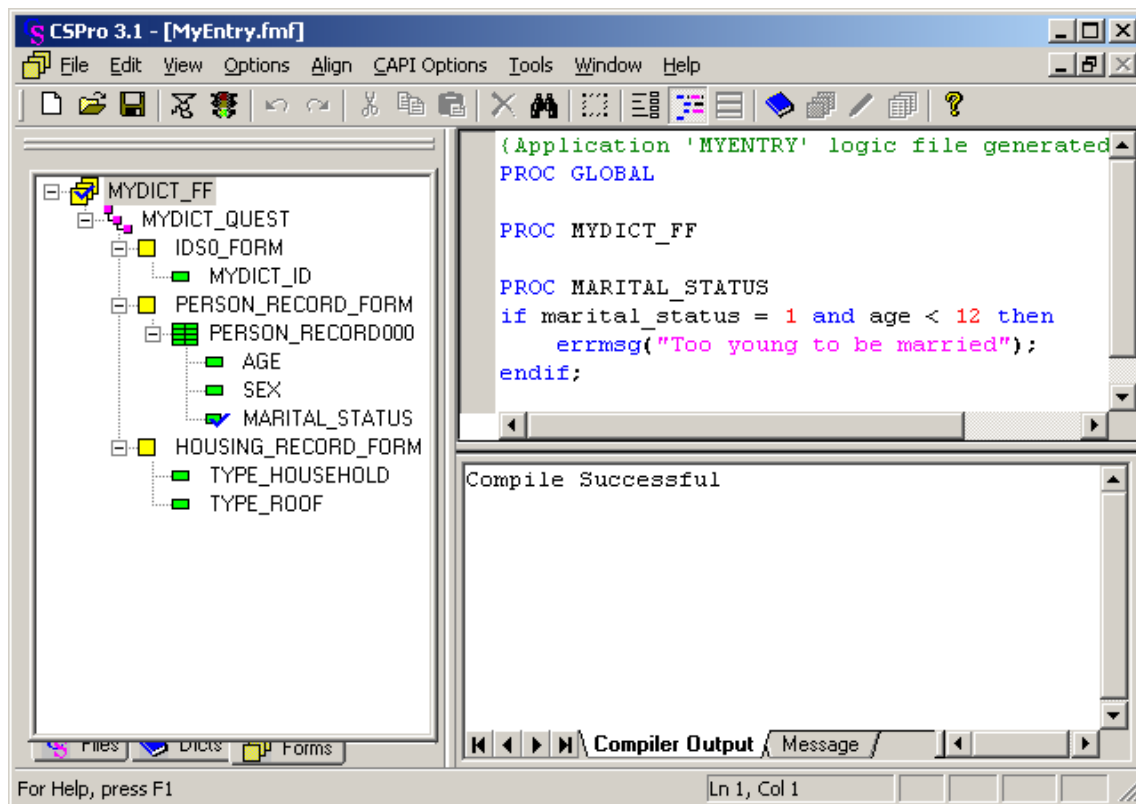 CSPro 3.1 - [MyEntry.fmf]
File Edit View Options Align CAPI Options Tools Window Help
MYDICT_FF
MYDICT_QUEST
IDS0_FORM
MYDICT_ID
PERSON_RECORD_FORM
PERSON_RECORD000
AGE
SEX
MARITAL_STATUS
HOUSING_RECORD_FORM
TYPE_HOUSEHOLD
TYPE_ROOF
Files Dicts Forms
{Application 'MYENTRY' logic file generated
PROC GLOBAL
PROC MYDICT_FF
PROC MARITAL_STATUS
if marital_status = 1 and age < 12 then
errmsg("Too young to be married");
endif;
Compile Successful
Compiler Output Message
For Help, press F1
Ln 1, Col 1